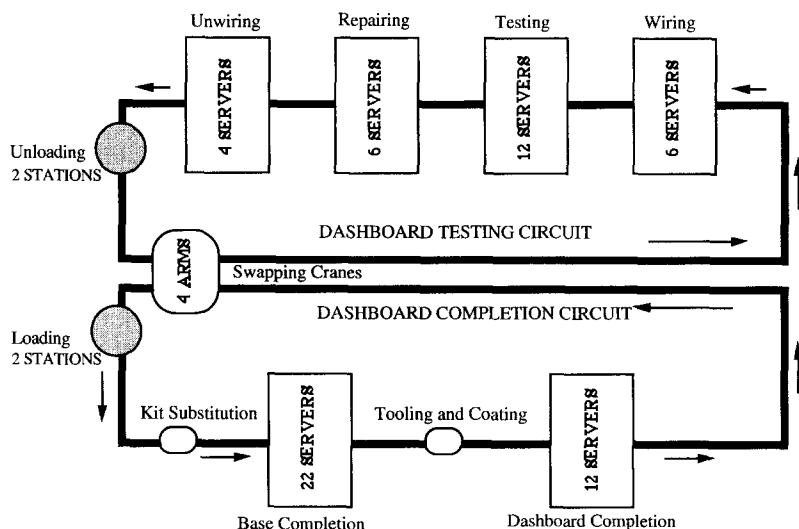 Unwiring
Repairing
Testing
Wiring
4 SERVERS
6 SERVERS
12 SERVERS
6 SERVERS
Unloading
2 STATIONS
DASHBOARD TESTING CIRCUIT
4 ARMS
Swapping Cranes
DASHBOARD COMPLETION CIRCUIT
Loading
2 STATIONS
Kit Substitution
22 SERVERS
Tooling and Coating
12 SERVERS
Base Completion
Dashboard Completion